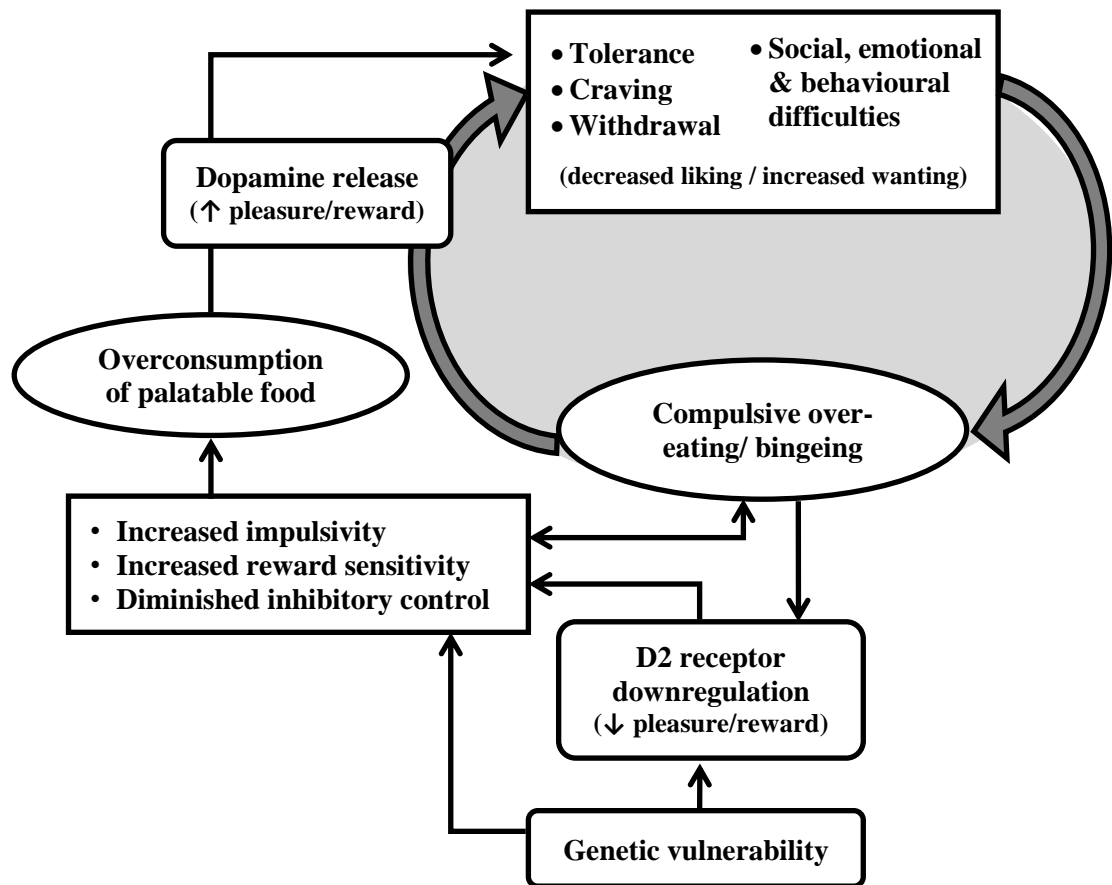 • Tolerance
• Craving
• Withdrawal
• Social, emotional
& behavioural
difficulties
(decreased liking / increased wanting)
Dopamine release
(↑ pleasure/reward)
Overconsumption
of palatable food
Compulsive over-
eating/ bingeing
• Increased impulsivity
• Increased reward sensitivity
• Diminished inhibitory control
D2 receptor
downregulation
(↓ pleasure/reward)
Genetic vulnerability